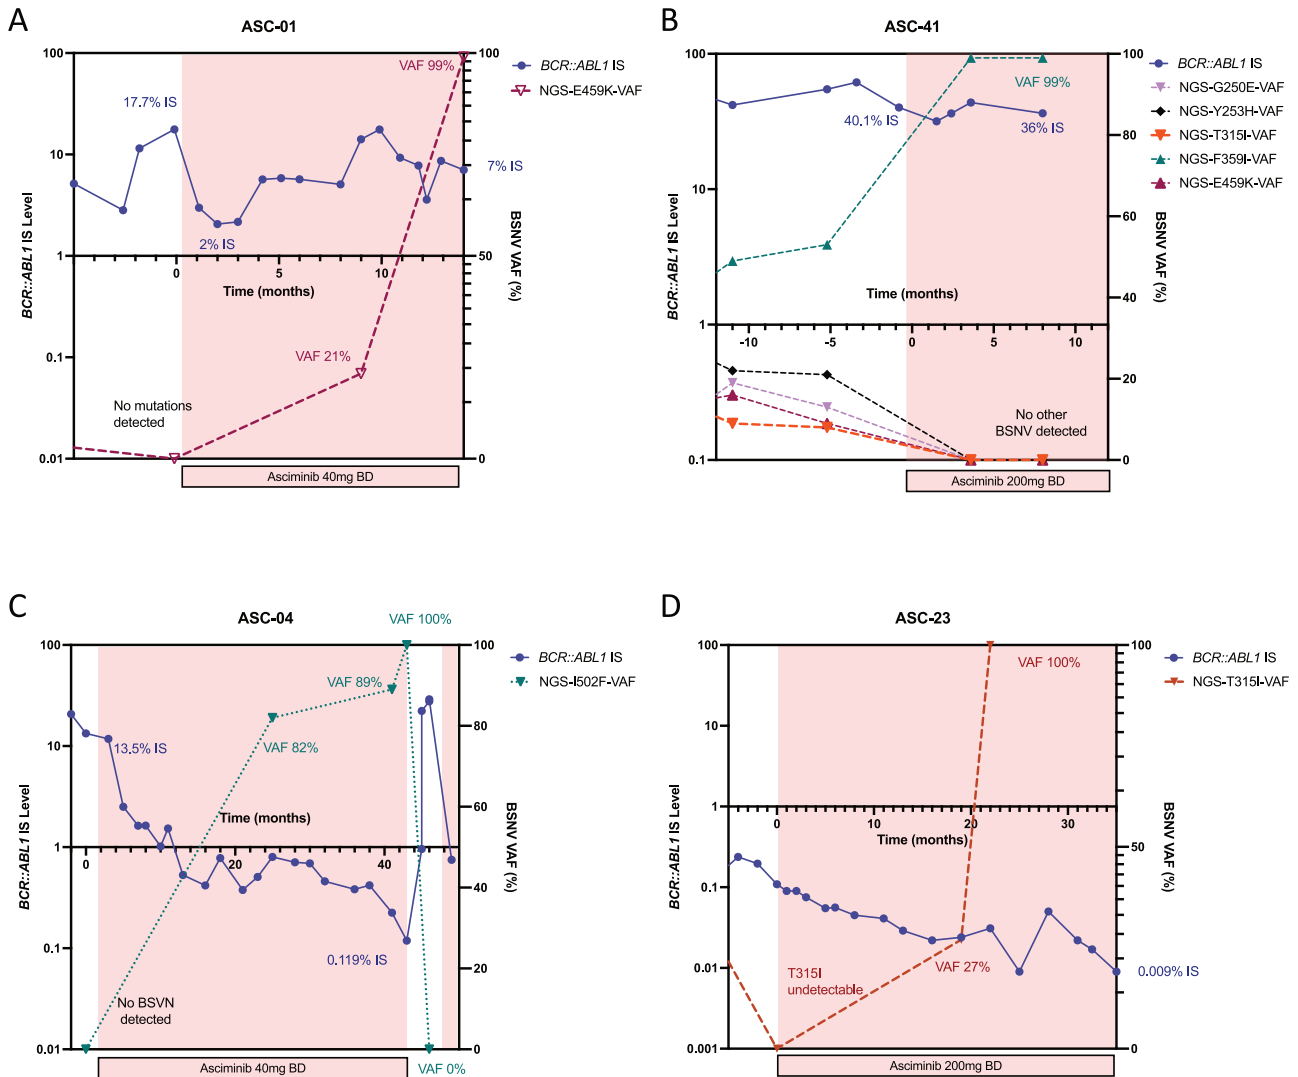 A
ASC-01
100
10
1
0.1
0.01
BCR::ABL1 IS Level
17.7% IS
2% IS
7% IS
VAF 99%
VAF 21%
No mutations
detected
0
5
10
Time (months)
100
50
0
BSNV VAF (%)
BCR::ABL1 IS
NGS-E459K-VAF
Asciminib 40mg BD
B
ASC-41
100
10
1
0.1
BCR::ABL1 IS Level
40.1% IS
36% IS
VAF 99%
Time (months)
-10
-5
0
5
10
No other
BSNV detected
100
80
60
40
20
0
BSNV VAF (%)
BCR::ABL1 IS
NGS-G250E-VAF
NGS-Y253H-VAF
NGS-T315I-VAF
NGS-F359I-VAF
NGS-E459K-VAF
Asciminib 200mg BD
C
ASC-04
VAF 100%
100
10
1
0.1
0.01
BCR::ABL1 IS Level
13.5% IS
VAF 89%
VAF 82%
Time (months)
0
20
40
0.119% IS
No BSVN
detected
100
80
60
40
20
0
BSNV VAF (%)
BCR::ABL1 IS
NGS-I502F-VAF
Asciminib 40mg BD
VAF 0%
D
ASC-23
100
10
1
0.1
0.01
0.001
BCR::ABL1 IS Level
VAF 100%
0
10
20
30
Time (months)
VAF 27%
T315I
undetectable
0.009% IS
100
50
0
BSNV VAF (%)
BCR::ABL1 IS
NGS-T315I-VAF
Asciminib 200mg BD